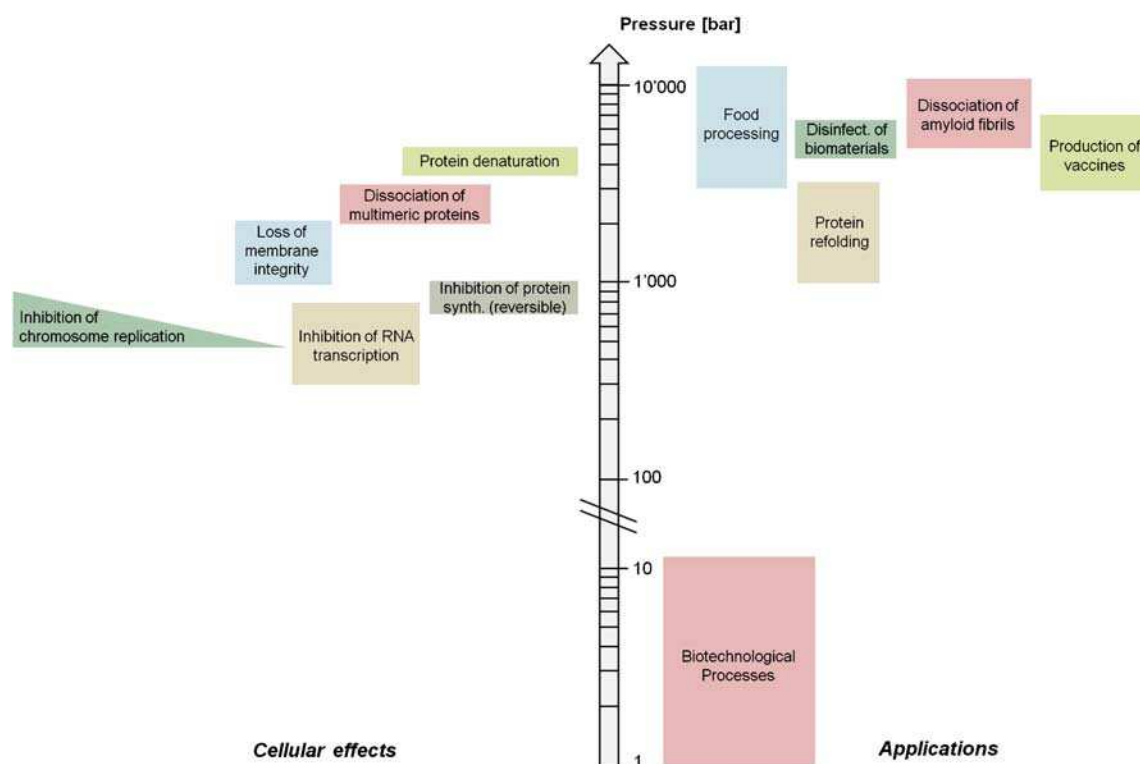 Pressure [bar]
10'000
1'000
100
10
1
Protein denaturation
Dissociation of
multimeric proteins
Loss of
membrane
integrity
Inhibition of protein
synth. (reversible)
Inhibition of
chromosome replication
Inhibition of RNA
transcription
Cellular effects
Food
processing
Disinfect. of
biomaterials
Dissociation of
amyloid fibrils
Production of
vaccines
Protein
refolding
Biotechnological
Processes
Applications